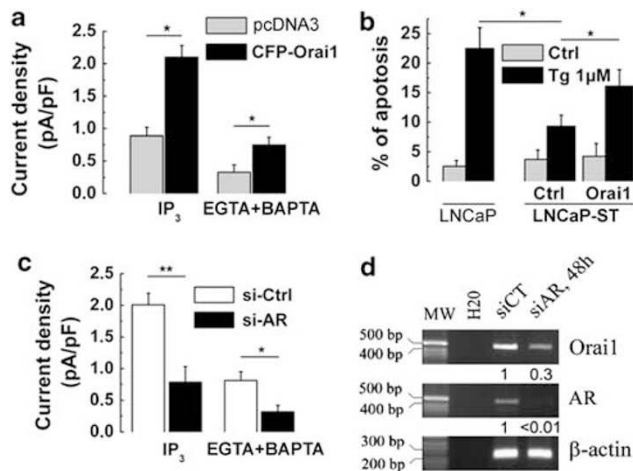 a
pcDNA3
CFP-Orai1
Current density
(pA/pF)
2.5
2.0
1.5
1.0
0.5
0.0
*
*
IP3
EGTA+BAPTA
b
Ctrl
Tg 1µM
% of apotosis
30
25
20
15
10
5
0
*
*
Ctrl
Orai1
LNCaP
LNCaP-ST
c
si-Ctrl
si-AR
Current density
(pA/pF)
2.5
2.0
1.5
1.0
0.5
0.0
**
*
IP3
EGTA+BAPTA
d
MW
H20
siCT
siAR, 48h
500 bp
400 bp
Orai1
1 0.3
500 bp
400 bp
AR
1 <0.01
300 bp
200 bp
β-actin